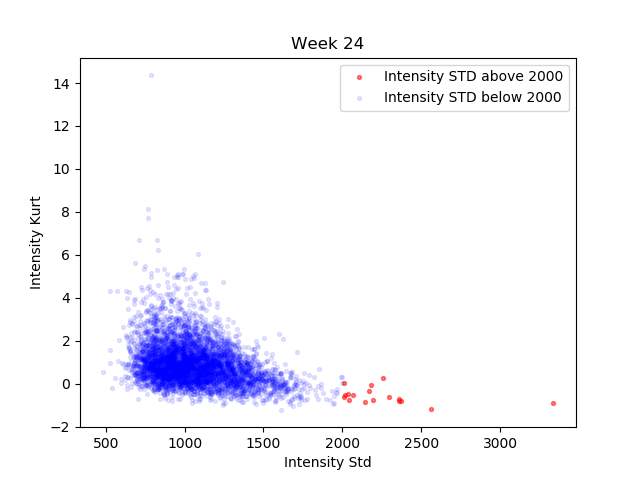 Week 24
Intensity STD above 2000
Intensity STD below 2000
14
12
10
8
6
4
2
0
−2
Intensity Kurt
500 1000 1500 2000 2500 3000
Intensity Std